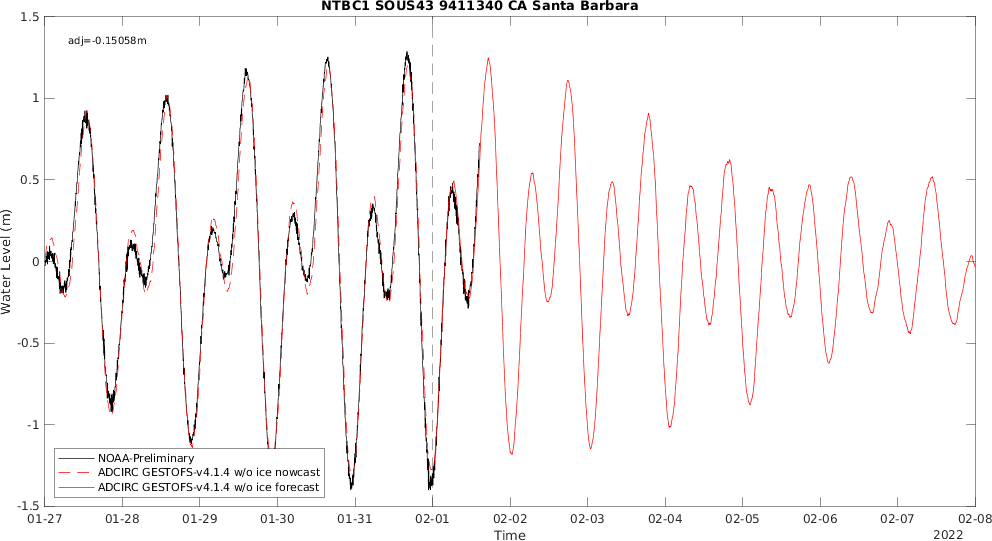 NTBC1 SOUS43 9411340 CA Santa Barbara
adj=-0.15058m
1.5
1
0.5
0
-0.5
-1
-1.5
Water Level (m)
NOAA-Preliminary
ADCIRC GESTOFS-v4.1.4 w/o ice nowcast
ADCIRC GESTOFS-v4.1.4 w/o ice forecast
01-27 01-28 01-29 01-30 01-31 02-01 02-02 02-03 02-04 02-05 02-06 02-07 02-08
Time
2022